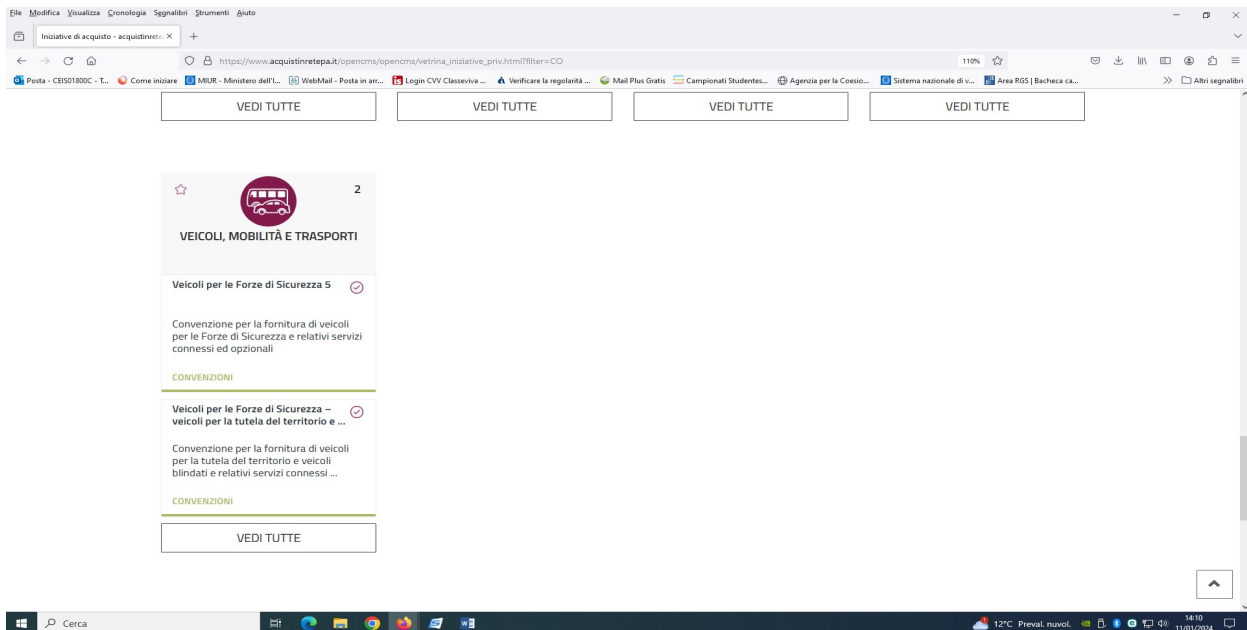 File Modifica Visualizza Cronologia Segnalibri Strumenti Aiuto
Iniziative di acquisto - acquistinrete
https://www.acquistinretepa.it/opencms/opencms/vetrina_iniziative_priv.html?filter=CO 110%
Posta - CEIS01800C - T... Come iniziare MIUR - Ministero dell'I... WebMail - Posta in arr... Login CVV Classeviva ... Verificare la regolarità ... Mail Plus Gratis Campionati Studentes... Agenzia per la Coesio... Sistema nazionale di v... Area RGS | Bacheca ca... Altri segnalibri
VEDI TUTTE VEDI TUTTE VEDI TUTTE VEDI TUTTE
2
VEICOLI, MOBILITÀ E TRASPORTI
Veicoli per le Forze di Sicurezza 5
Convenzione per la fornitura di veicoli
per le Forze di Sicurezza e relativi servizi
connessi ed opzionali
CONVENZIONI
Veicoli per le Forze di Sicurezza –
veicoli per la tutela del territorio e ...
Convenzione per la fornitura di veicoli
per la tutela del territorio e veicoli
blindati e relativi servizi connessi ...
CONVENZIONI
VEDI TUTTE
Cerca
12°C Preval. nuvol.
14:10
11/01/2024